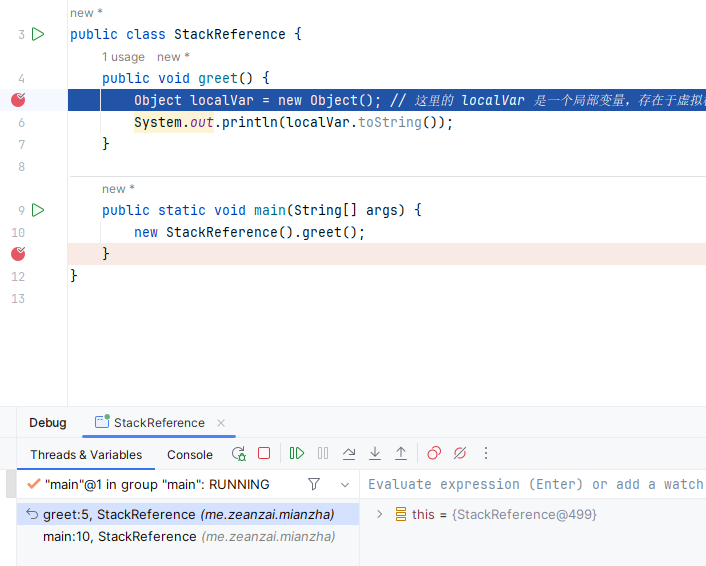 new *
3 public class StackReference {
1 usage new *
4 public void greet() {
Object localVar = new Object(); // 这里的 localVar 是一个局部变量，存在于虚拟
6 System.out.println(localVar.toString());
7 }
8
new *
9 public static void main(String[] args) {
10 new StackReference().greet();
}
12 }
13
Debug StackReference
Threads & Variables Console
"main"@1 in group "main": RUNNING
Evaluate expression (Enter) or add a watch
greet:5, StackReference (me.zeanzai.mianzha)
this = {StackReference@499}
main:10, StackReference (me.zeanzai.mianzha)